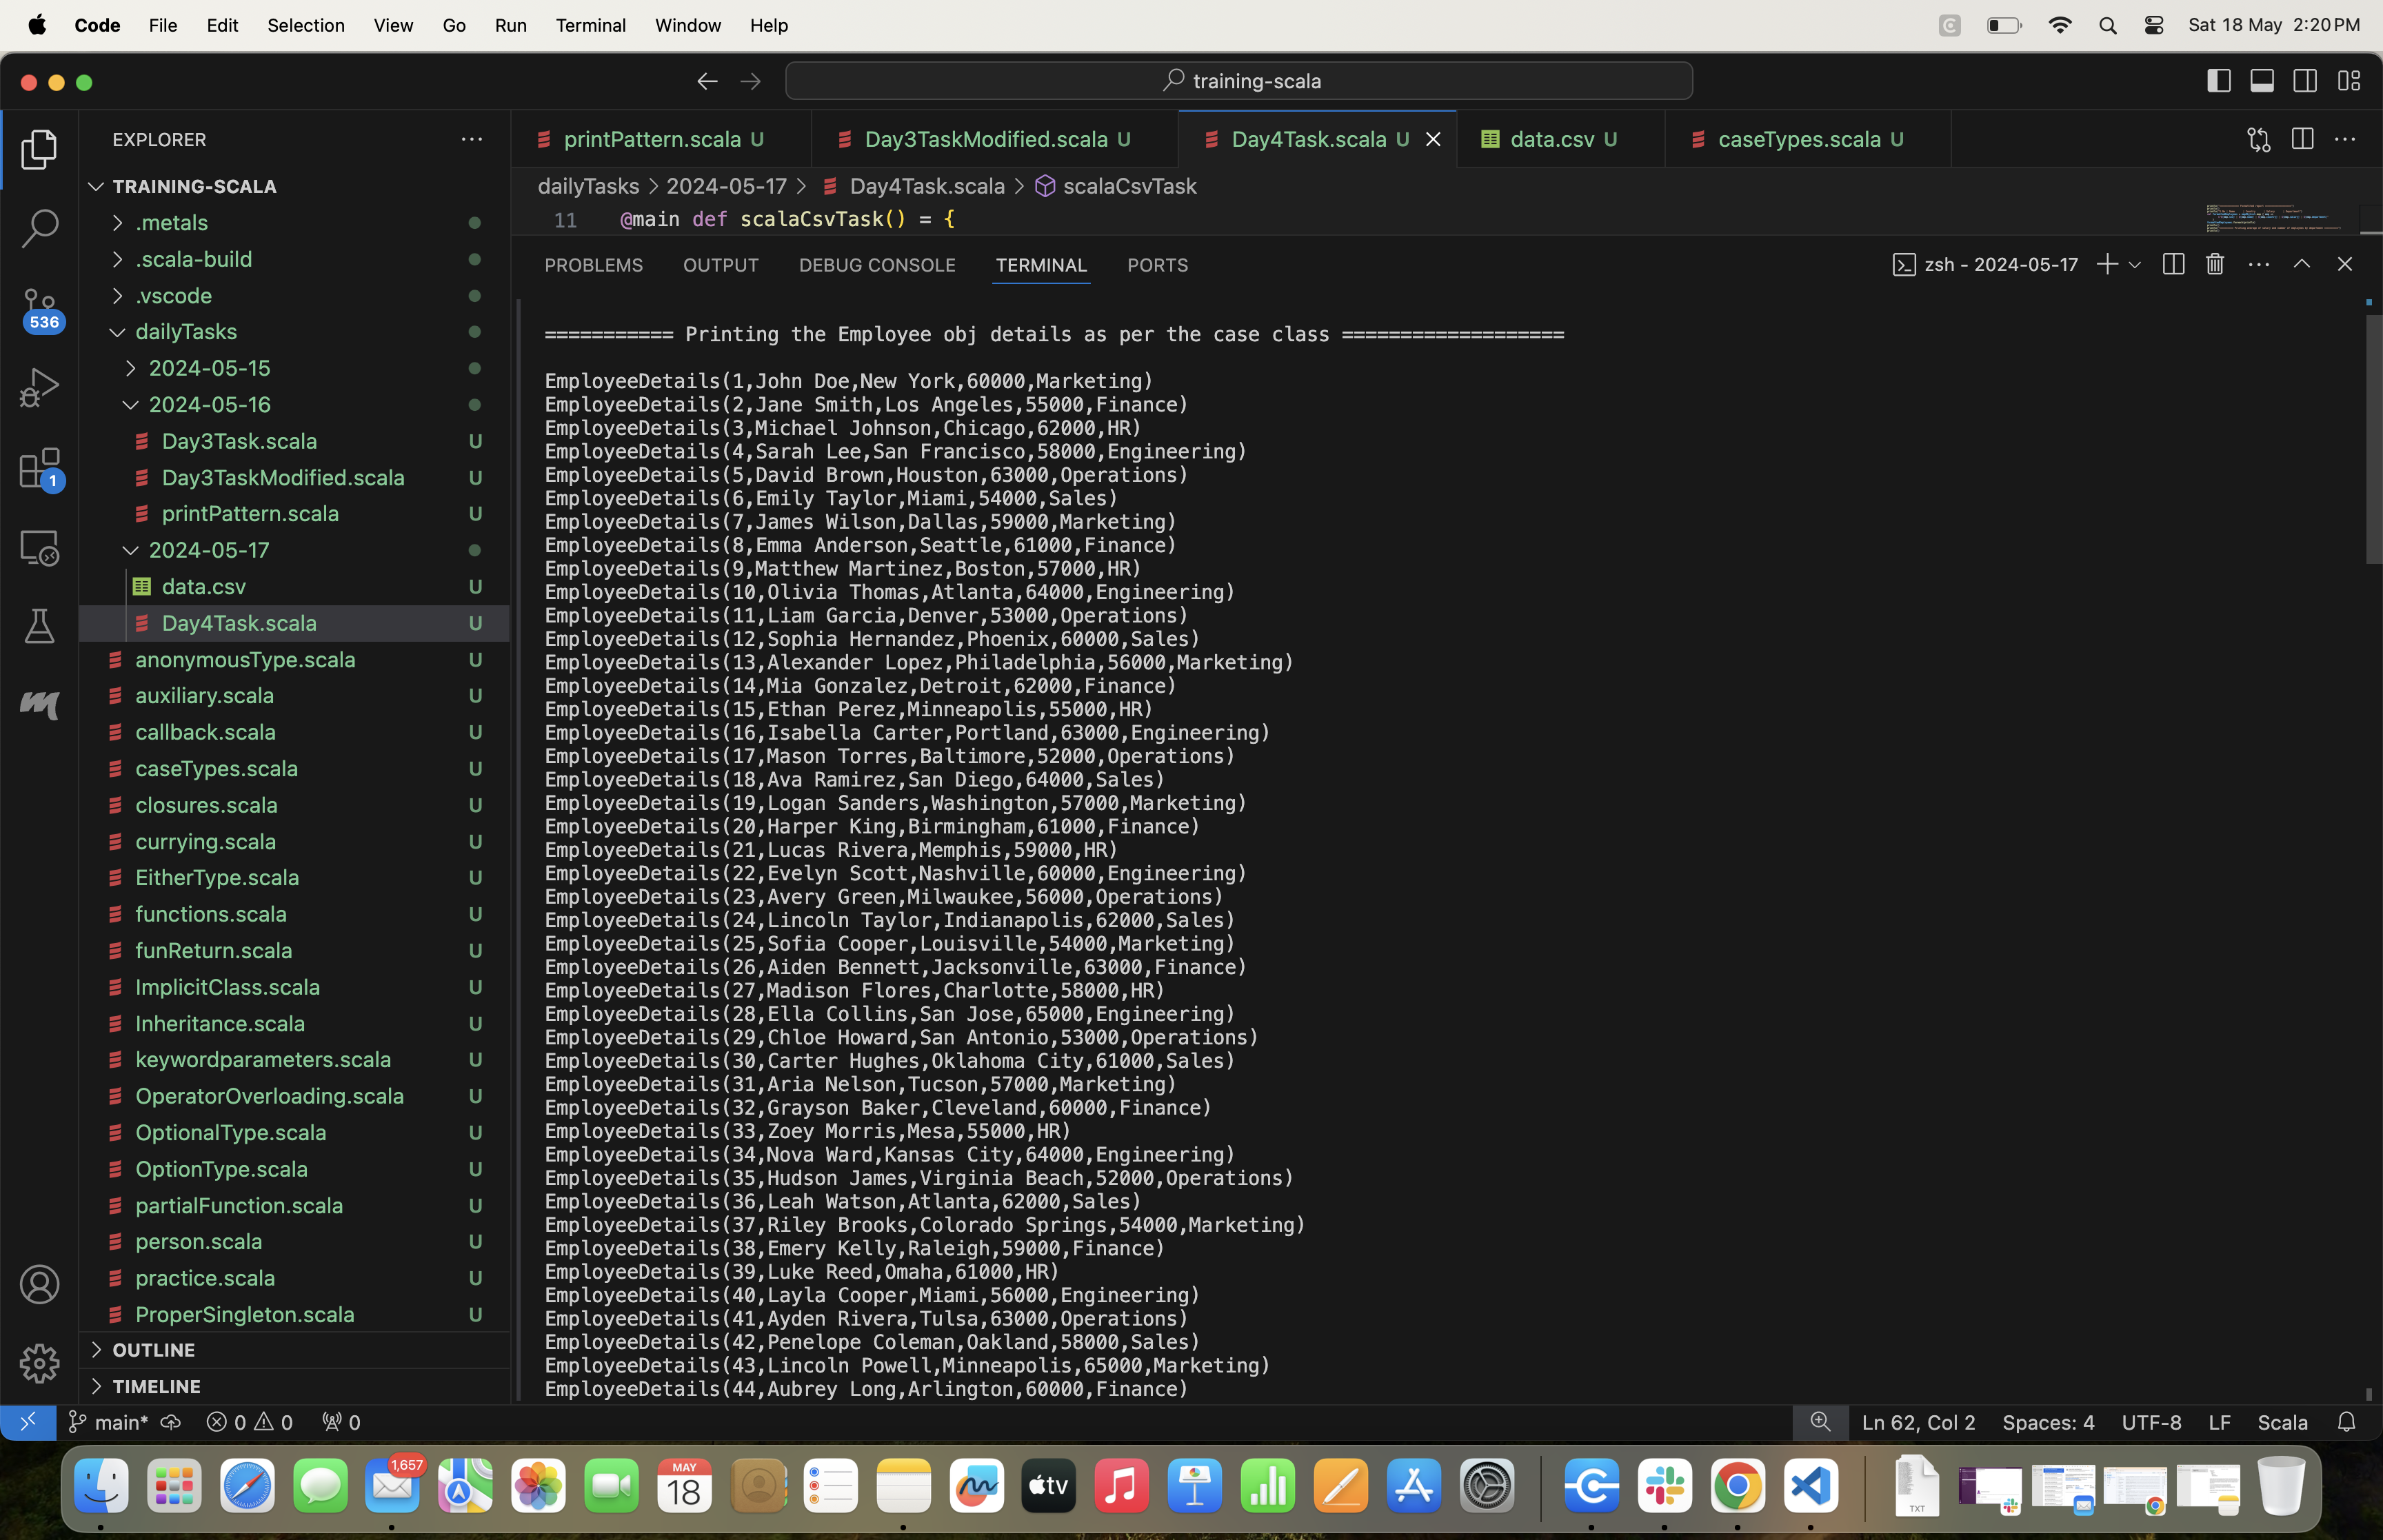 Code File Edit Selection View Go Run Terminal Window Help
Sat 18 May 2:20 PM
training-scala
EXPLORER
printPattern.scala U
Day3TaskModified.scala U
Day4Task.scala U
data.csv U
caseTypes.scala U
dailyTasks > 2024-05-17 > Day4Task.scala > scalaCsvTask
11 @main def scalaCsvTask() = {
TRAINING-SCALA
.metals
.scala-build
.vscode
dailyTasks
2024-05-15
2024-05-16
Day3Task.scala U
Day3TaskModified.scala U
printPattern.scala U
2024-05-17
data.csv U
Day4Task.scala U
anonymousType.scala U
auxiliary.scala U
callback.scala U
caseTypes.scala U
closures.scala U
currying.scala U
EitherType.scala U
functions.scala U
funReturn.scala U
ImplicitClass.scala U
Inheritance.scala U
keywordparameters.scala U
OperatorOverloading.scala U
OptionalType.scala U
OptionType.scala U
partialFunction.scala U
person.scala U
practice.scala U
ProperSingleton.scala U
OUTLINE
TIMELINE
536
1
PROBLEMS OUTPUT DEBUG CONSOLE TERMINAL PORTS
zsh - 2024-05-17
=========== Printing the Employee obj details as per the case class ===================
EmployeeDetails(1,John Doe,New York,60000,Marketing)
EmployeeDetails(2,Jane Smith,Los Angeles,55000,Finance)
EmployeeDetails(3,Michael Johnson,Chicago,62000,HR)
EmployeeDetails(4,Sarah Lee,San Francisco,58000,Engineering)
EmployeeDetails(5,David Brown,Houston,63000,Operations)
EmployeeDetails(6,Emily Taylor,Miami,54000,Sales)
EmployeeDetails(7,James Wilson,Dallas,59000,Marketing)
EmployeeDetails(8,Emma Anderson,Seattle,61000,Finance)
EmployeeDetails(9,Matthew Martinez,Boston,57000,HR)
EmployeeDetails(10,Olivia Thomas,Atlanta,64000,Engineering)
EmployeeDetails(11,Liam Garcia,Denver,53000,Operations)
EmployeeDetails(12,Sophia Hernandez,Phoenix,60000,Sales)
EmployeeDetails(13,Alexander Lopez,Philadelphia,56000,Marketing)
EmployeeDetails(14,Mia Gonzalez,Detroit,62000,Finance)
EmployeeDetails(15,Ethan Perez,Minneapolis,55000,HR)
EmployeeDetails(16,Isabella Carter,Portland,63000,Engineering)
EmployeeDetails(17,Mason Torres,Baltimore,52000,Operations)
EmployeeDetails(18,Ava Ramirez,San Diego,64000,Sales)
EmployeeDetails(19,Logan Sanders,Washington,57000,Marketing)
EmployeeDetails(20,Harper King,Birmingham,61000,Finance)
EmployeeDetails(21,Lucas Rivera,Memphis,59000,HR)
EmployeeDetails(22,Evelyn Scott,Nashville,60000,Engineering)
EmployeeDetails(23,Avery Green,Milwaukee,56000,Operations)
EmployeeDetails(24,Lincoln Taylor,Indianapolis,62000,Sales)
EmployeeDetails(25,Sofia Cooper,Louisville,54000,Marketing)
EmployeeDetails(26,Aiden Bennett,Jacksonville,63000,Finance)
EmployeeDetails(27,Madison Flores,Charlotte,58000,HR)
EmployeeDetails(28,Ella Collins,San Jose,65000,Engineering)
EmployeeDetails(29,Chloe Howard,San Antonio,53000,Operations)
EmployeeDetails(30,Carter Hughes,Oklahoma City,61000,Sales)
EmployeeDetails(31,Aria Nelson,Tucson,57000,Marketing)
EmployeeDetails(32,Grayson Baker,Cleveland,60000,Finance)
EmployeeDetails(33,Zoey Morris,Mesa,55000,HR)
EmployeeDetails(34,Nova Ward,Kansas City,64000,Engineering)
EmployeeDetails(35,Hudson James,Virginia Beach,52000,Operations)
EmployeeDetails(36,Leah Watson,Atlanta,62000,Sales)
EmployeeDetails(37,Riley Brooks,Colorado Springs,54000,Marketing)
EmployeeDetails(38,Emery Kelly,Raleigh,59000,Finance)
EmployeeDetails(39,Luke Reed,Omaha,61000,HR)
EmployeeDetails(40,Layla Cooper,Miami,56000,Engineering)
EmployeeDetails(41,Ayden Rivera,Tulsa,63000,Operations)
EmployeeDetails(42,Penelope Coleman,Oakland,58000,Sales)
EmployeeDetails(43,Lincoln Powell,Minneapolis,65000,Marketing)
EmployeeDetails(44,Aubrey Long,Arlington,60000,Finance)
main* 0 0 0
Ln 62, Col 2 Spaces: 4 UTF-8 LF Scala
1,657
MAY
18
tv
TXT